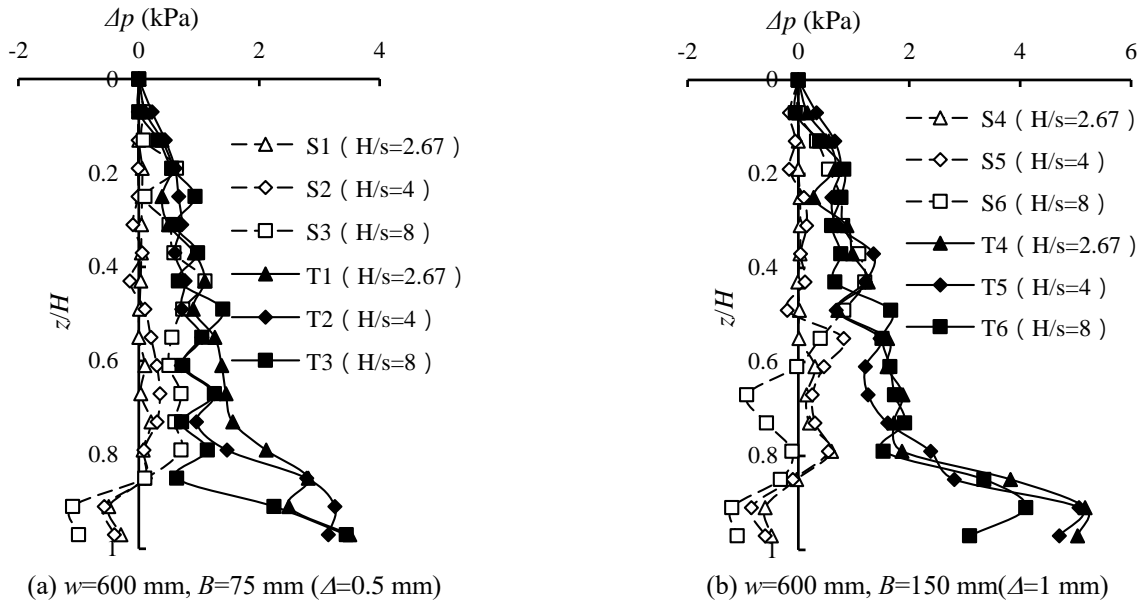 Δp (kPa)
-2 0 2 4
0
0.2
0.4
0.6
0.8
1
z/H
S1（H/s=2.67）
S2（H/s=4）
S3（H/s=8）
T1（H/s=2.67）
T2（H/s=4）
T3（H/s=8）
(a) w=600 mm, B=75 mm (Δ=0.5 mm)
Δp (kPa)
-2 0 2 4 6
0
0.2
0.4
0.6
0.8
1
z/H
S4（H/s=2.67）
S5（H/s=4）
S6（H/s=8）
T4（H/s=2.67）
T5（H/s=4）
T6（H/s=8）
(b) w=600 mm, B=150 mm(Δ=1 mm)